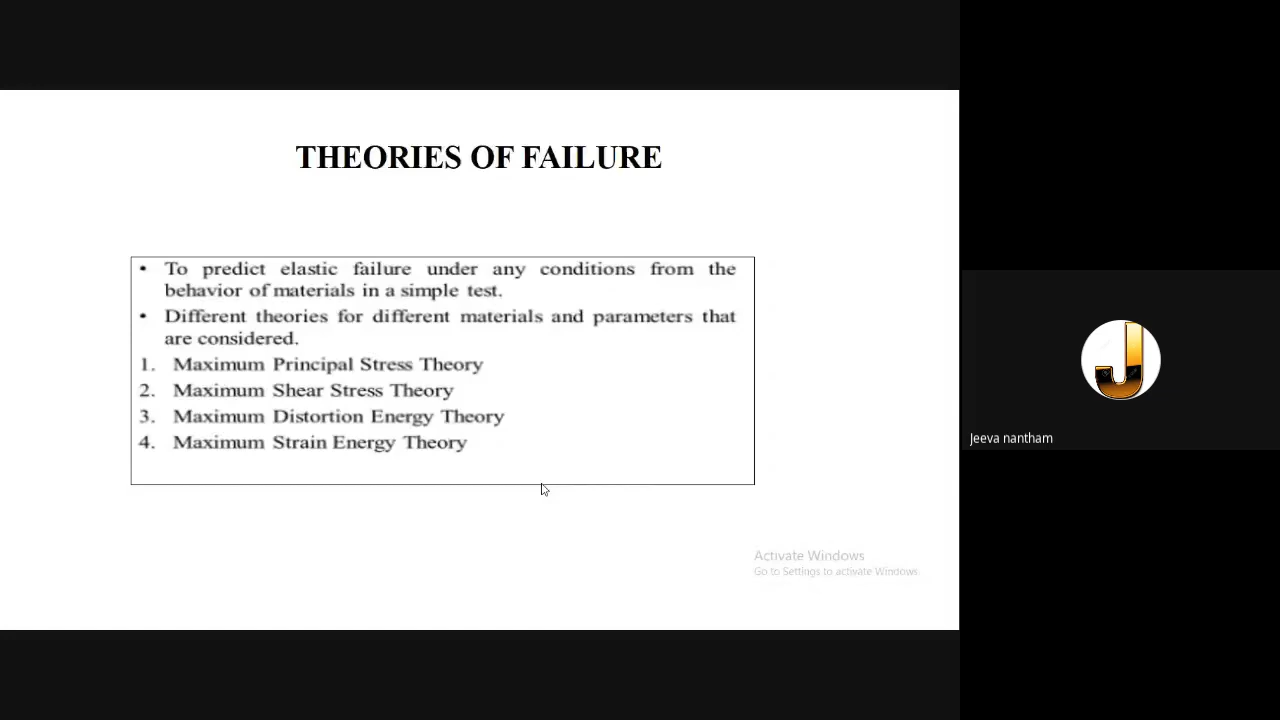 THEORIES OF FAILURE
• To predict elastic failure under any conditions from the
behavior of materials in a simple test.
• Different theories for different materials and parameters that
are considered.
1. Maximum Principal Stress Theory
2. Maximum Shear Stress Theory
3. Maximum Distortion Energy Theory
4. Maximum Strain Energy Theory
Activate Windows
Go to Settings to activate Windows.
J
Jeeva nantham